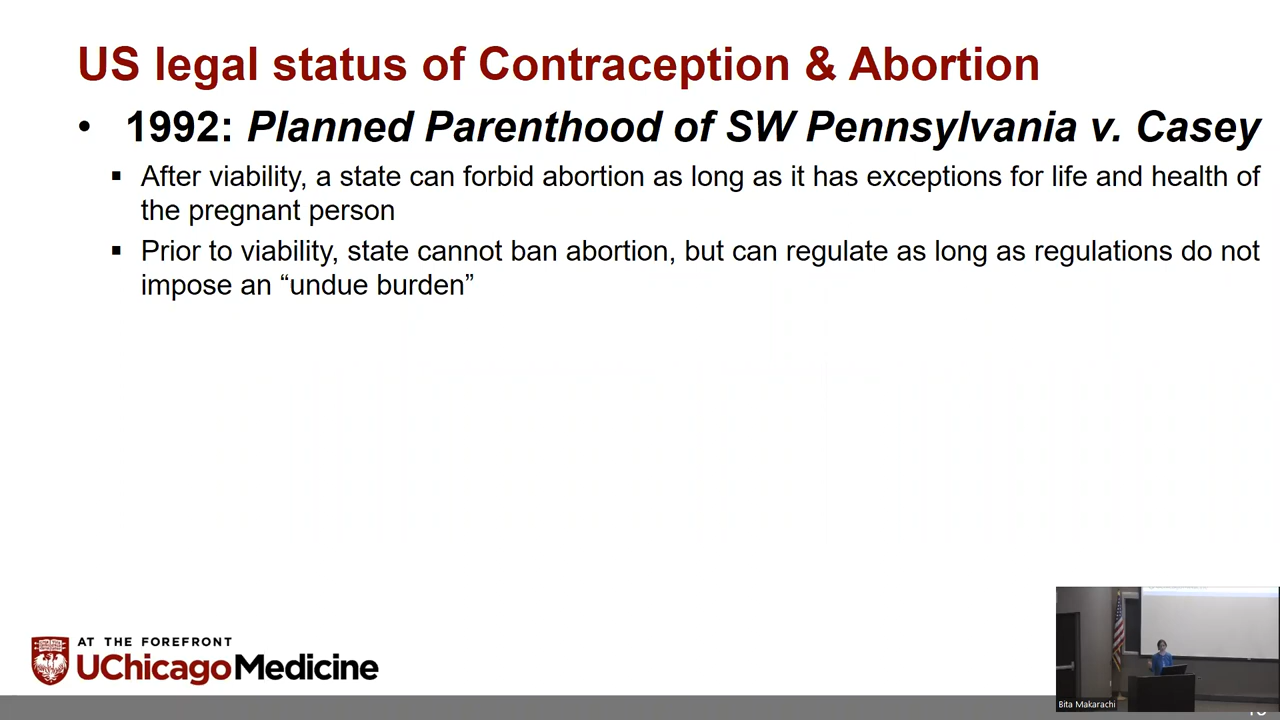 US legal status of Contraception & Abortion
• 1992: Planned Parenthood of SW Pennsylvania v. Casey
▪ After viability, a state can forbid abortion as long as it has exceptions for life and health of
the pregnant person
▪ Prior to viability, state cannot ban abortion, but can regulate as long as regulations do not
impose an “undue burden”
AT THE FOREFRONT
UChicagoMedicine
Bita Makarachi